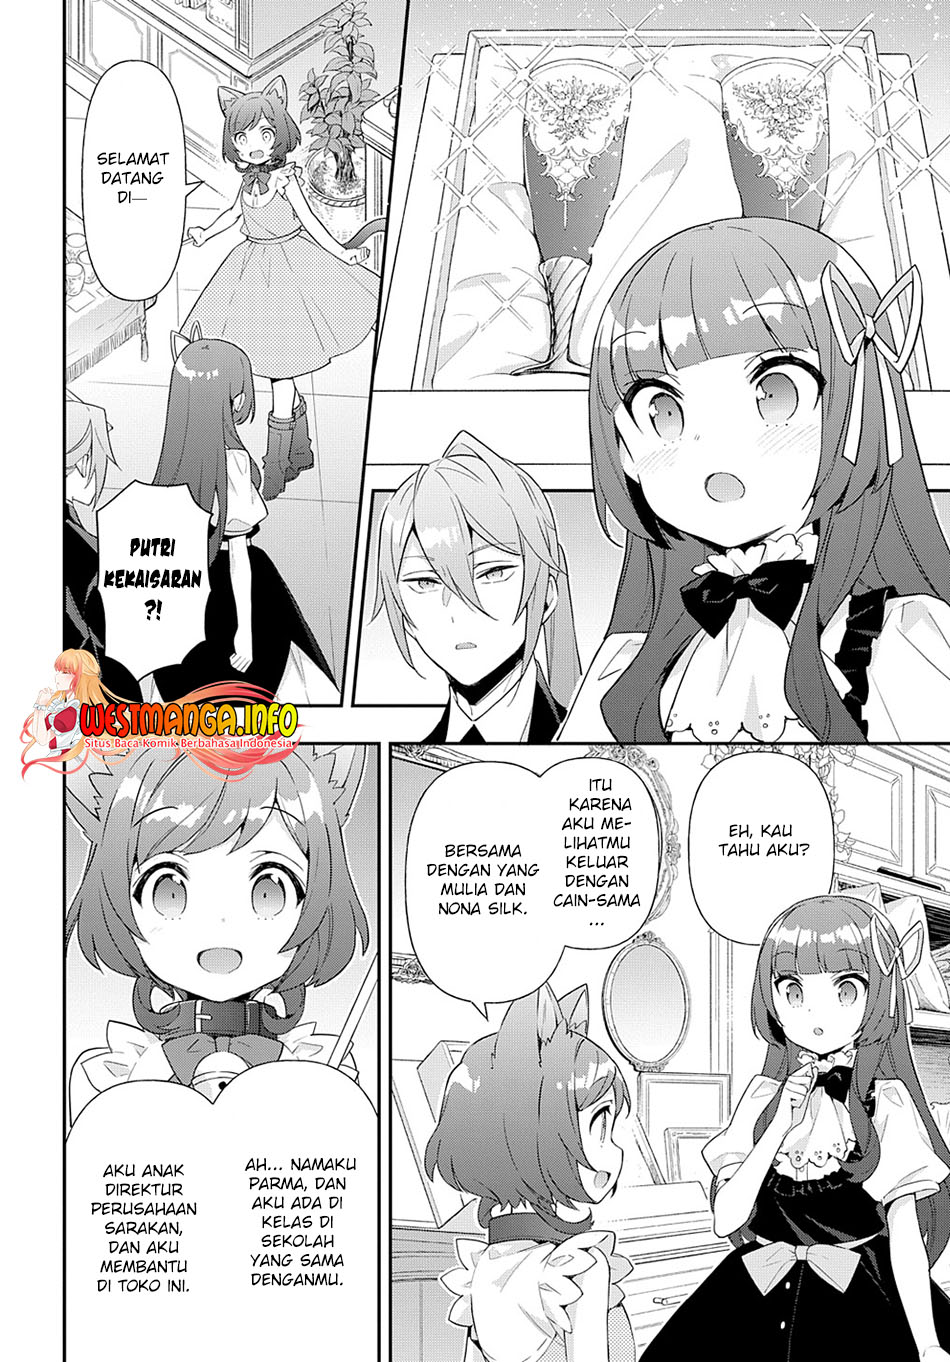 SELAMAT
DATANG
DI—
PUTRI
KEKAISARAN
?!
WESTMANGA.INFO
Situs Baca Komik Berbahasa Indonesia
EH, KAU
TAHU AKU?
ITU
KARENA
AKU ME-
LIHATMU
KELUAR
DENGAN
CAIN-SAMA
...
BERSAMA
DENGAN YANG
MULIA DAN
NONA SILK.
AH... NAMAKU
PARMA, DAN
AKU ADA DI
KELAS DI
SEKOLAH
YANG SAMA
DENGANMU.
AKU ANAK
DIREKTUR
PERUSAHAAN
SARAKAN,
DAN AKU
MEMBANTU
DI TOKO INI.